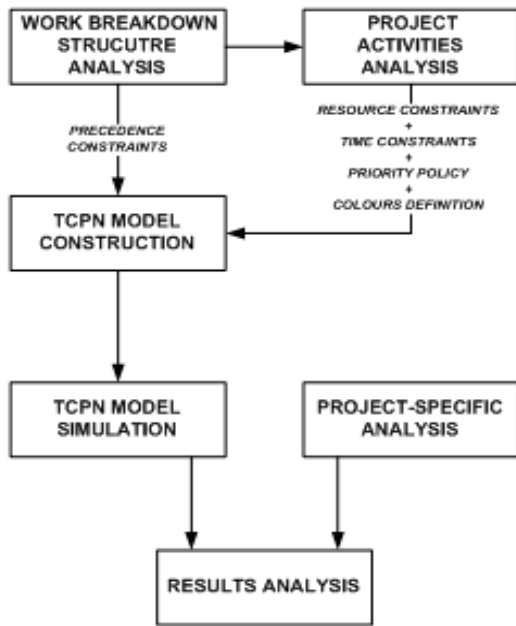 WORK BREAKDOWN
STRUCUTRE
ANALYSIS
PROJECT
ACTIVITIES
ANALYSIS
PRECEDENCE
CONSTRAINTS
RESOURCE CONSTRAINTS
+
TIME CONSTRAINTS
+
PRIORITY POLICY
+
COLOURS DEFINITION
TCPN MODEL
CONSTRUCTION
TCPN MODEL
SIMULATION
PROJECT-SPECIFIC
ANALYSIS
RESULTS ANALYSIS